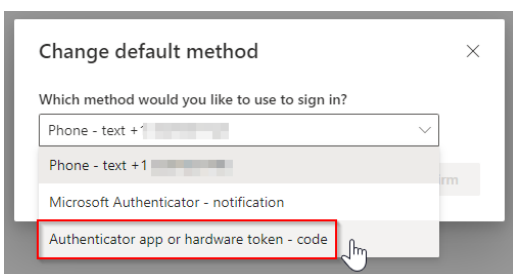 Change default method
Which method would you like to use to sign in?
Phone - text +1
Phone - text +1
Microsoft Authenticator - notification
Authenticator app or hardware token - code